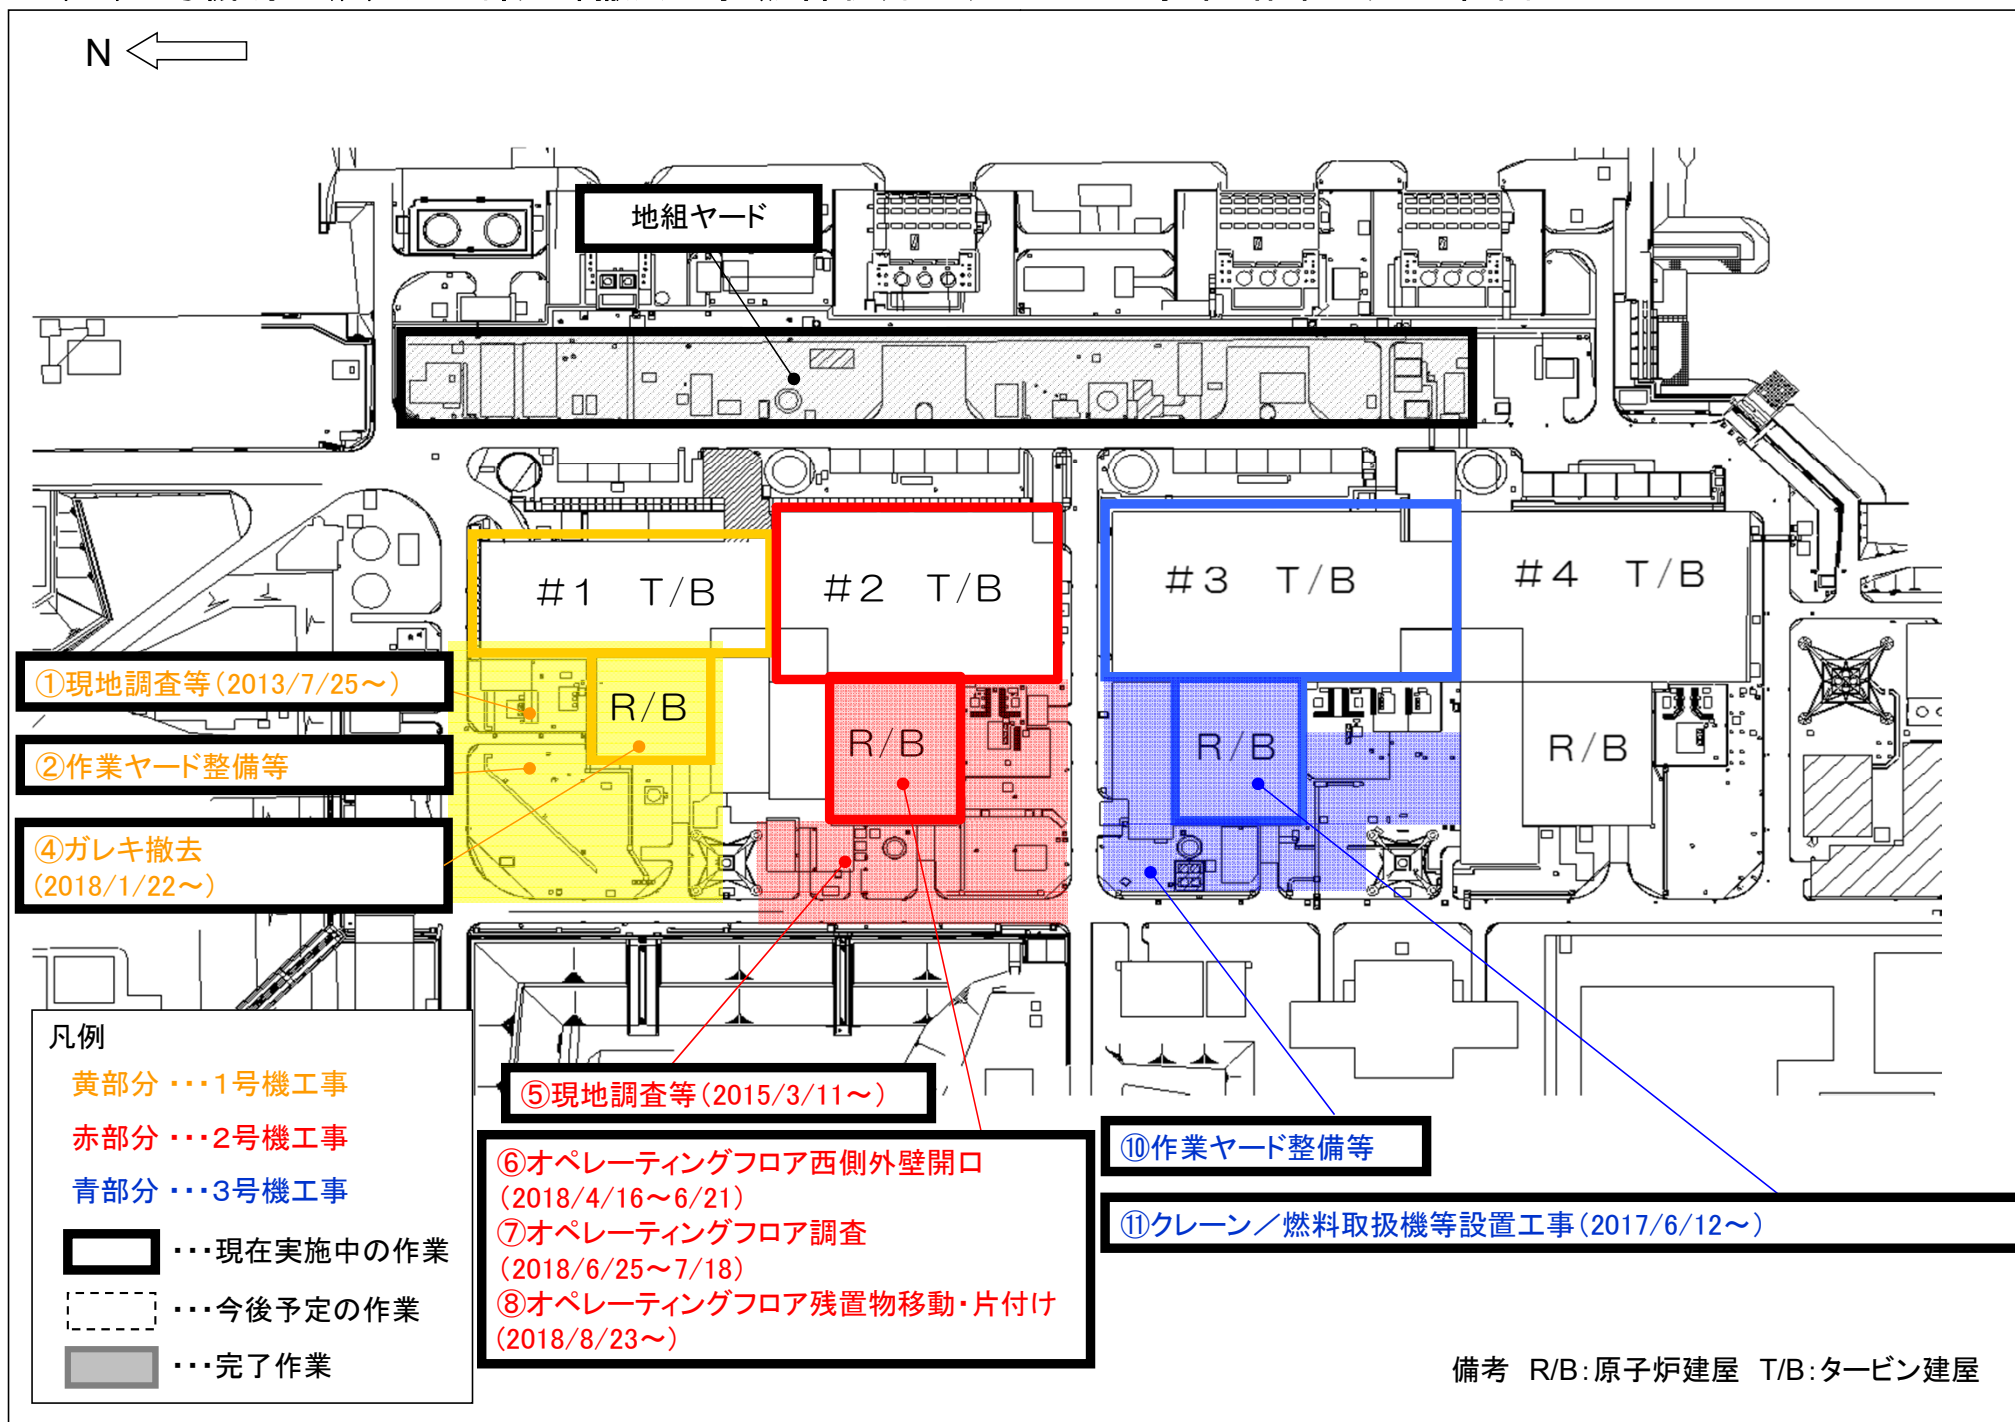 N
地組ヤード
#1 T/B
#2 T/B
#3 T/B
#4 T/B
R/B
R/B
R/B
R/B
①現地調査等(2013/7/25～)
②作業ヤード整備等
④ガレキ撤去
(2018/1/22～)
⑤現地調査等(2015/3/11～)
⑥オペレーティングフロア西側外壁開口
(2018/4/16～6/21)
⑦オペレーティングフロア調査
(2018/6/25～7/18)
⑧オペレーティングフロア残置物移動・片付け
(2018/8/23～)
⑩作業ヤード整備等
⑪クレーン／燃料取扱機等設置工事(2017/6/12～)
凡例
黄部分 ・・・1号機工事
赤部分 ・・・2号機工事
青部分 ・・・3号機工事
・・・現在実施中の作業
・・・今後予定の作業
・・・完了作業
備考 R/B：原子炉建屋 T/B：タービン建屋